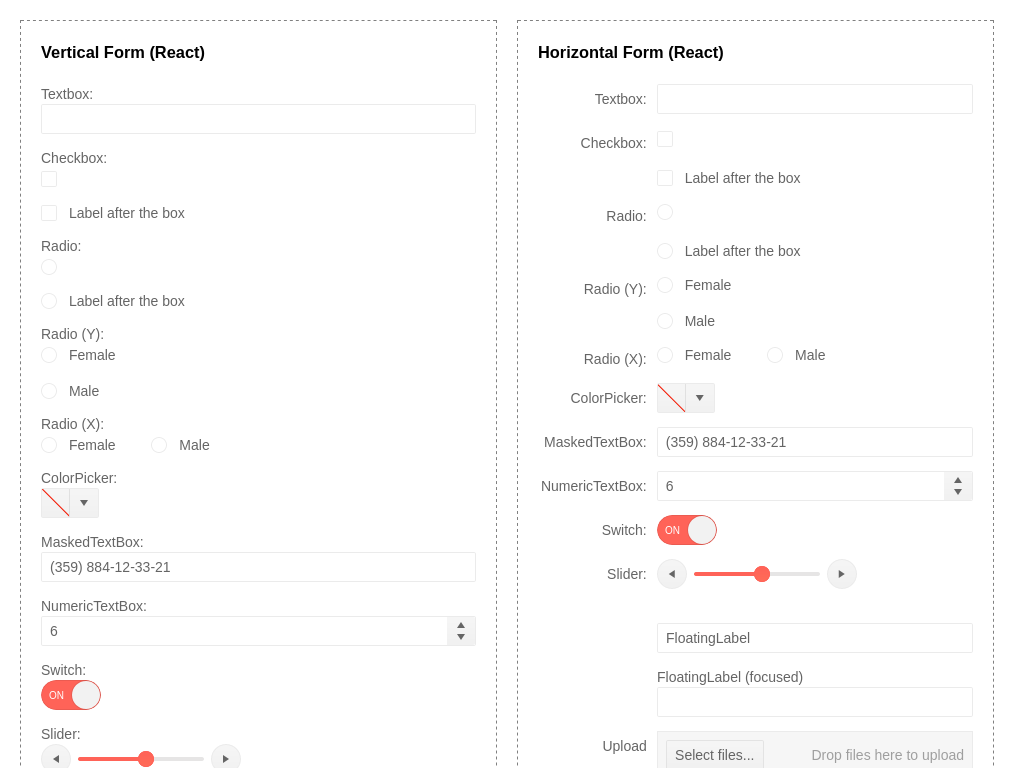 Vertical Form (React)
Textbox:
Checkbox:
Label after the box
Radio:
Label after the box
Radio (Y):
Female
Male
Radio (X):
Female Male
ColorPicker:
MaskedTextBox:
(359) 884-12-33-21
NumericTextBox:
6
Switch:
ON
Slider:
Horizontal Form (React)
Textbox:
Checkbox:
Label after the box
Radio:
Label after the box
Radio (Y): Female
Male
Radio (X): Female Male
ColorPicker:
MaskedTextBox: (359) 884-12-33-21
NumericTextBox: 6
Switch: ON
Slider:
FloatingLabel
FloatingLabel (focused)
Upload Select files... Drop files here to upload